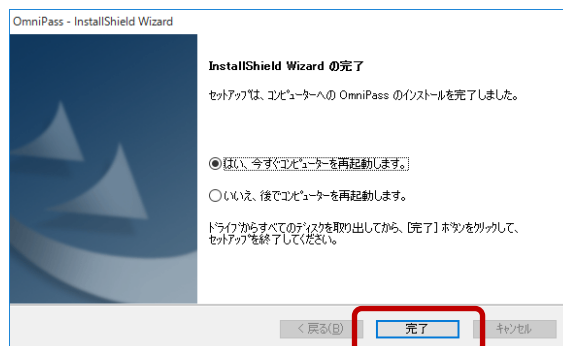 OmniPass - InstallShield Wizard
InstallShield Wizard の完了
セットアップは、コンピューターへの OmniPass のインストールを完了しました。
はい、今すぐコンピューターを再起動します。
いいえ、後でコンピューターを再起動します。
ドライブからすべてのディスクを取り出してから、[完了] ボタンをクリックして、
セットアップを終了してください。
< 戻る(B)
完了
キャンセル